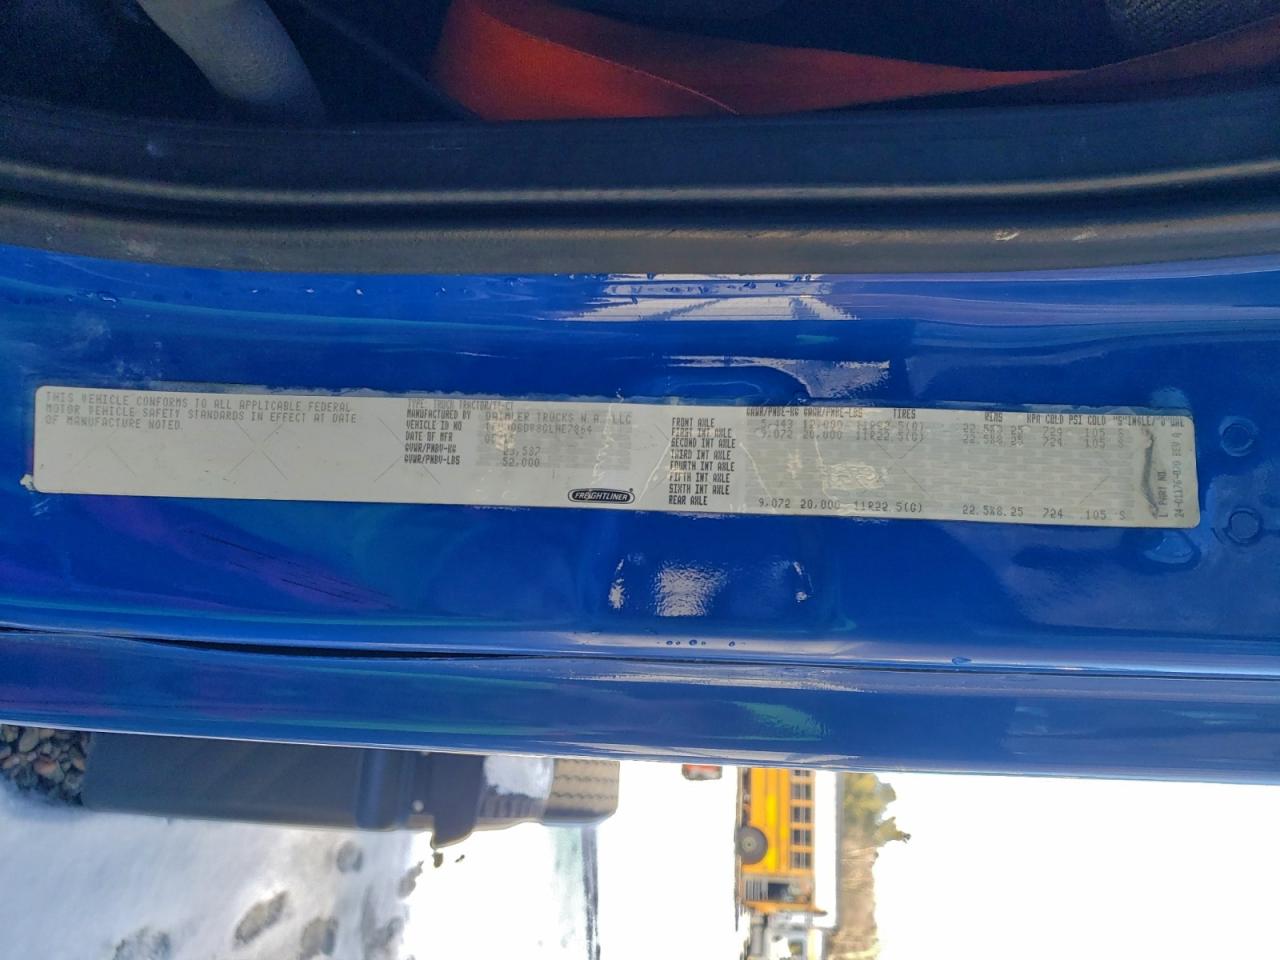 THIS VEHICLE CONFORMS TO ALL APPLICABLE FEDERAL
MOTOR VEHICLE SAFETY STANDARDS IN EFFECT AT DATE
OF MANUFACTURE NOTED.
TYPE: TRUCK TRACTOR
MANUFACTURED BY DAIMLER TRUCKS N.A. LLC
VEHICLE ID NO
DATE OF MFR
GVWR/PNBV-KG 23,587
GVWR/PNBV-LBS 52,000
FREIGHTLINER
GAWR/PNBE-KG GAWR/PNBE-LBS TIRES RIMS KPA COLD PSI COLD
FRONT AXLE 5,443
FIRST INT AXLE 9,072 20,000 11R22.5(G) 22.5X8.25 724 105 S
SECOND INT AXLE
THIRD INT AXLE
FOURTH INT AXLE
FIFTH INT AXLE
SIXTH INT AXLE
REAR AXLE 9,072 20,000 11R22.5(G) 22.5X8.25 724 105 S
PART NO.